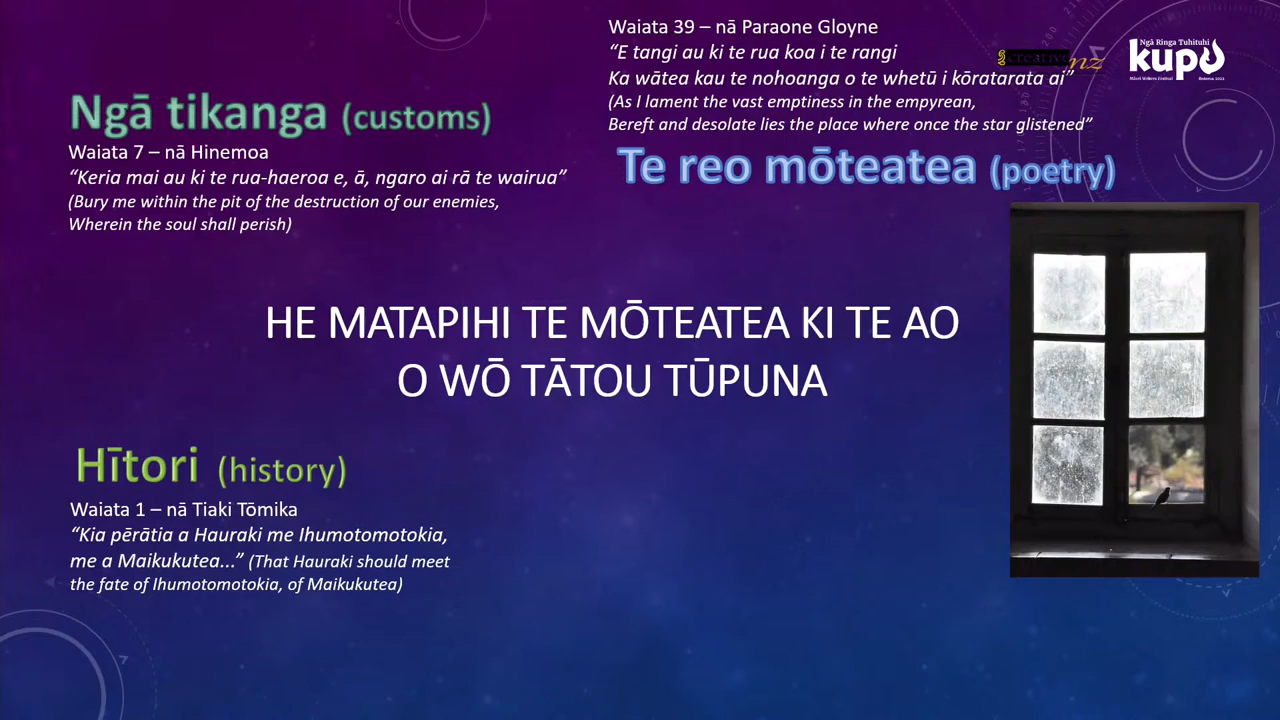 Waiata 39 – nā Paraone Gloyne
“E tangi au ki te rua koa i te rangi
Ka wātea kau te nohoanga o te whetū i kōratarata ai”
(As I lament the vast emptiness in the empyrean,
Bereft and desolate lies the place where once the star glistened”
Te reo mōteatea (poetry)
creative nz
Ngā Ringa Tuhituhi
kupu
Māori Writers Festival
Ngā tikanga (customs)
Waiata 7 – nā Hinemoa
“Keria mai au ki te rua-haeroa e, ā, ngaro ai rā te wairua”
(Bury me within the pit of the destruction of our enemies,
Wherein the soul shall perish)
HE MATAPIHI TE MŌTEATEA KI TE AO
O WŌ TĀTOU TŪPUNA
Hītori (history)
Waiata 1 – nā Tiaki Tōmika
“Kia pērātia a Hauraki me Ihumotomotokia,
me a Maikukutea...” (That Hauraki should meet
the fate of Ihumotomotokia, of Maikukutea)